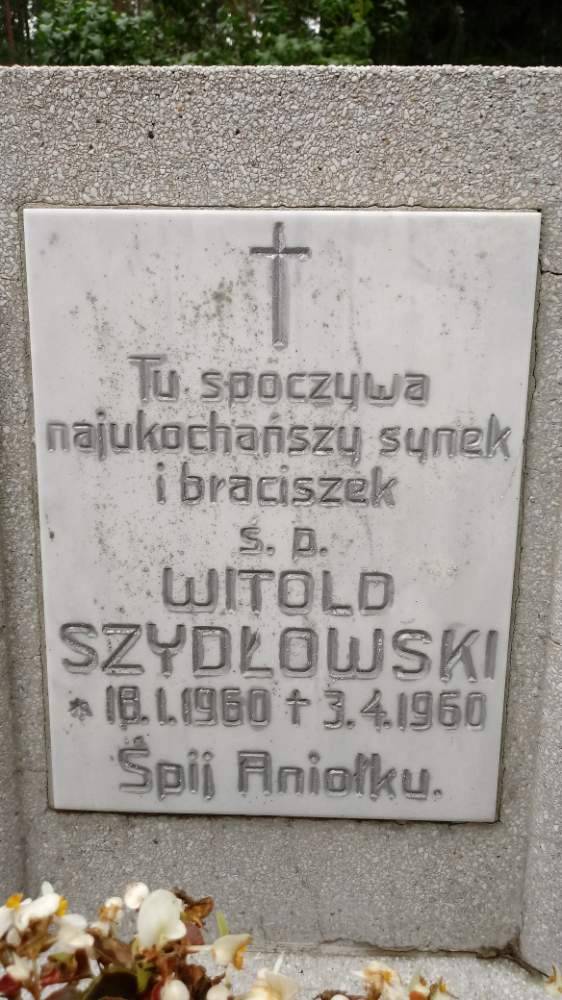 Tu spoczywa
najukochańszy synek
i braciszek
ś. p.
WITOLD
SZYDŁOWSKI
* 18.1.1960 ✝ 3.4.1960
Śpij Aniołku.